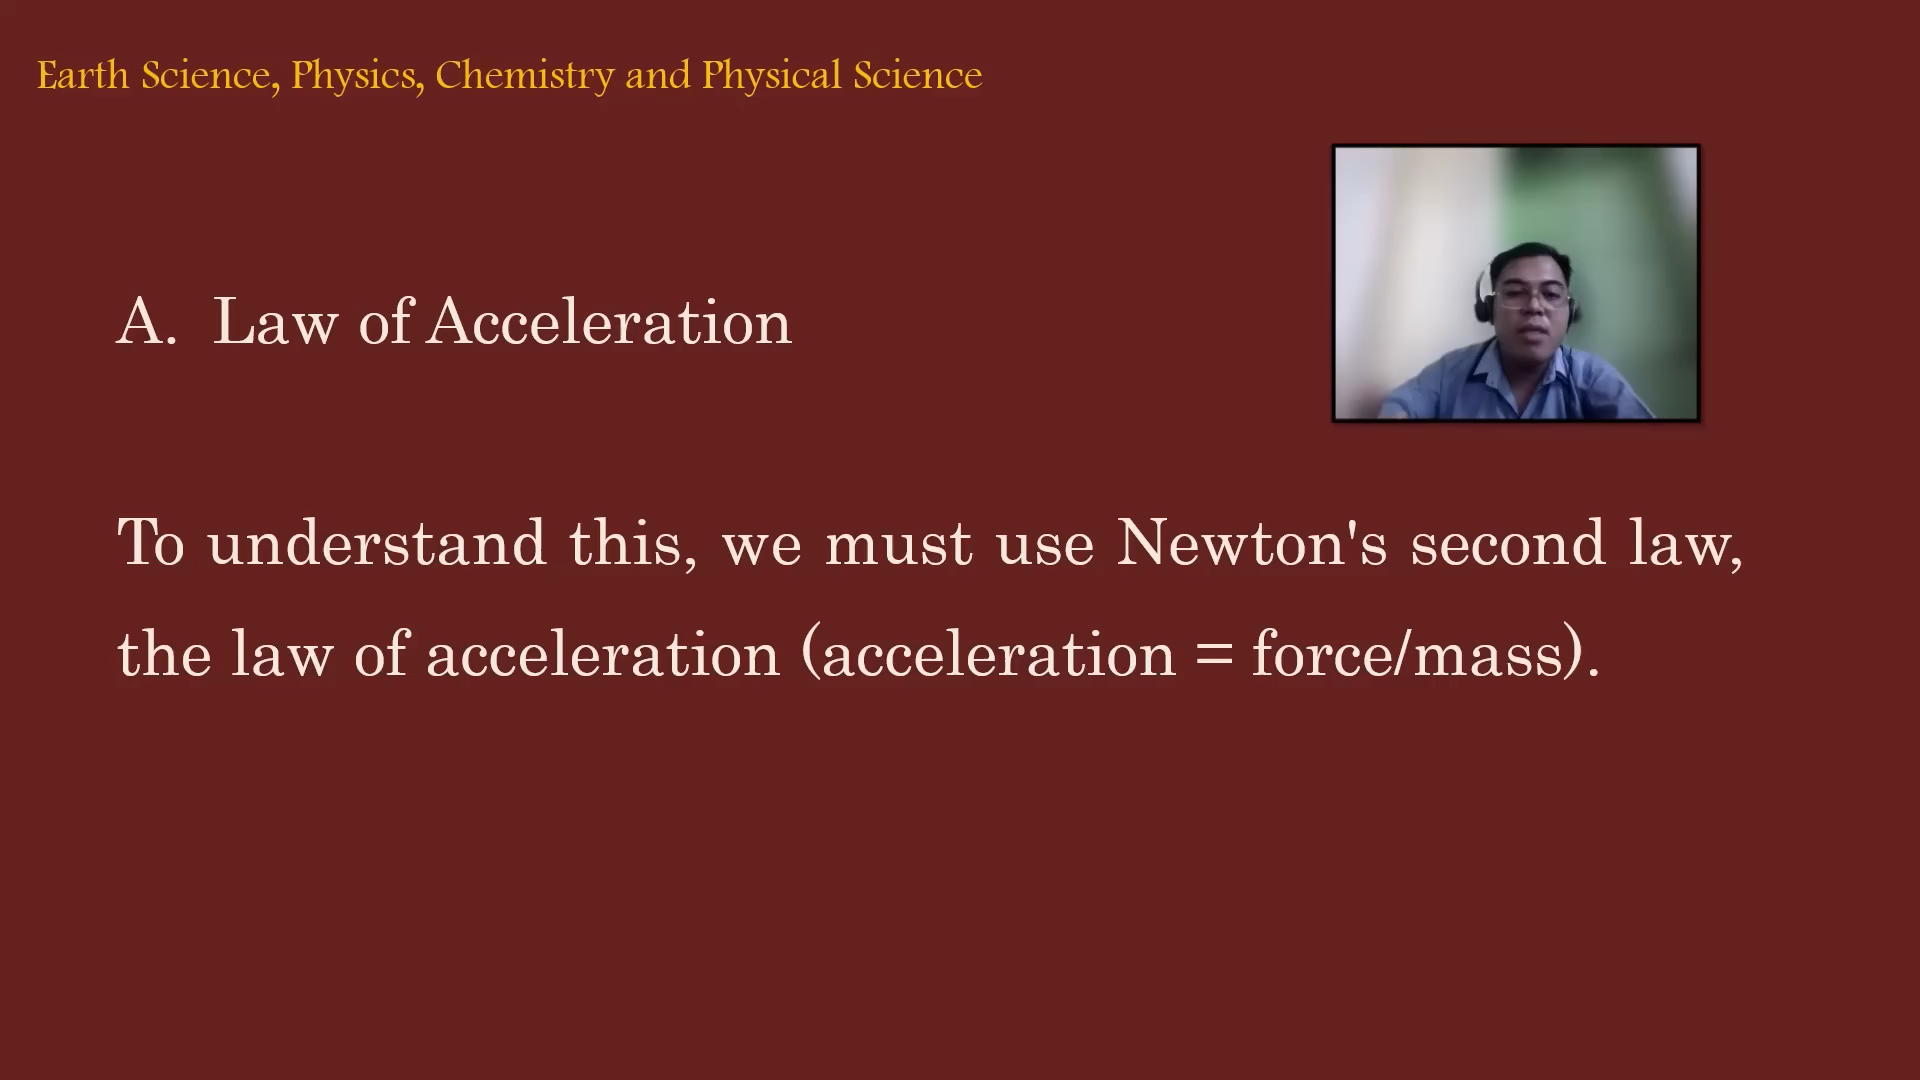 Earth Science, Physics, Chemistry and Physical Science
A. Law of Acceleration
To understand this, we must use Newton's second law,
the law of acceleration (acceleration = force/mass).